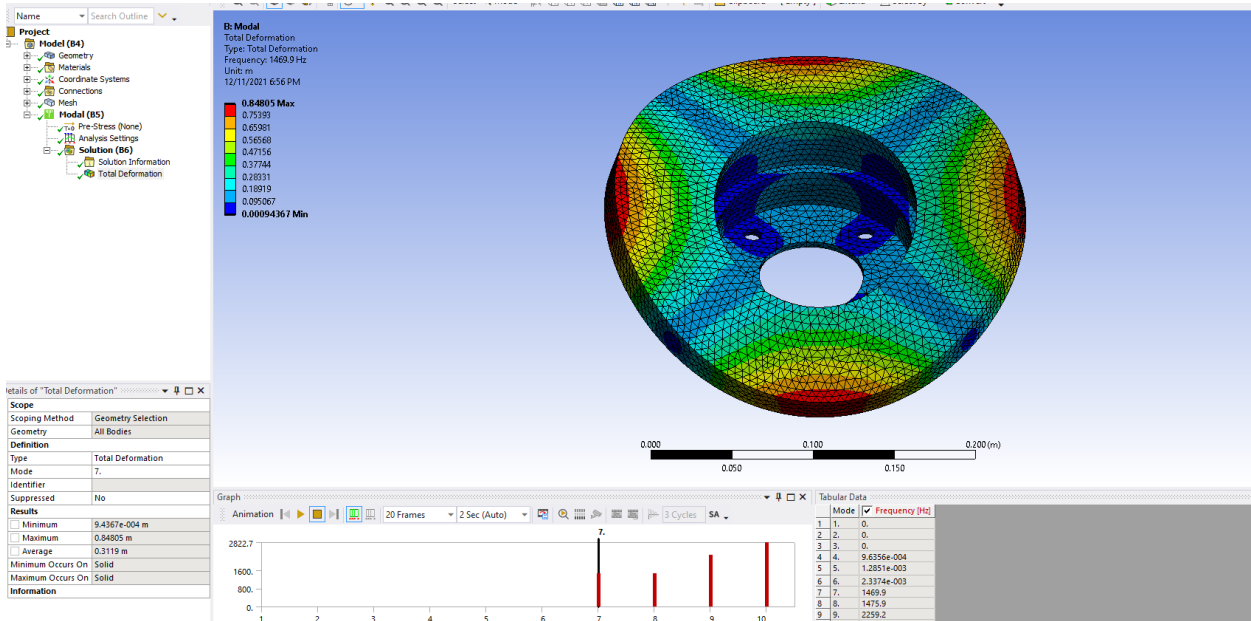 Name Search Outline
Project
Model (B4)
Geometry
Materials
Coordinate Systems
Connections
Mesh
Modal (B5)
Pre-Stress (None)
Analysis Settings
Solution (B6)
Solution Information
Total Deformation
B: Modal
Total Deformation
Type: Total Deformation
Frequency: 1469.9 Hz
Unit: m
12/11/2021 6:56 PM
0.84805 Max
0.75393
0.65981
0.56568
0.47156
0.37744
0.28331
0.18919
0.095067
0.00094367 Min
0.000 0.100 0.200 (m)
0.050 0.150
Details of "Total Deformation"
Scope
Scoping Method Geometry Selection
Geometry All Bodies
Definition
Type Total Deformation
Mode 7.
Identifier
Suppressed No
Results
Minimum 9.4367e-004 m
Maximum 0.84805 m
Average 0.3119 m
Minimum Occurs On Solid
Maximum Occurs On Solid
Information
Graph
Animation 20 Frames 2 Sec (Auto) 3 Cycles SA
7.
2822.7
1600.
800.
0.
1 2 3 4 5 6 7 8 9 10
Tabular Data
Mode Frequency [Hz]
1 1. 0.
2 2. 0.
3 3. 0.
4 4. 9.6356e-004
5 5. 1.2851e-003
6 6. 2.3374e-003
7 7. 1469.9
8 8. 1475.9
9 9. 2259.2